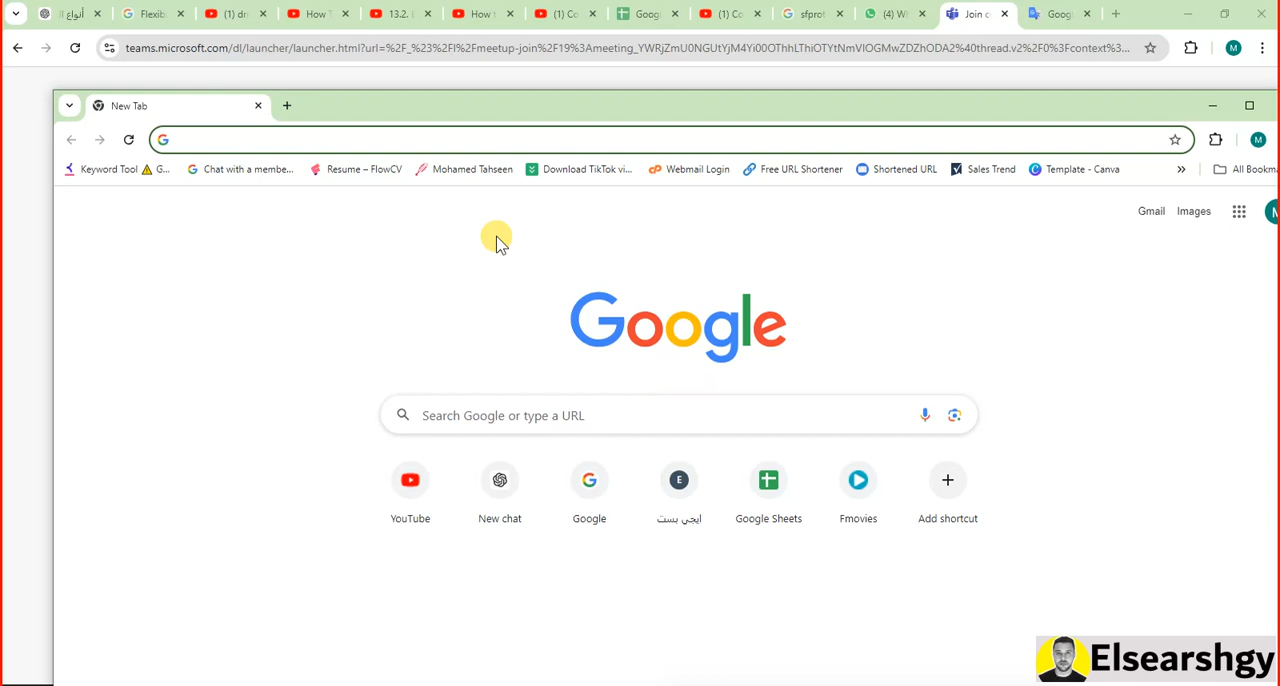 أنواع ال
Flexib
(1) dri
How T
13.2. I
How t
(1) Co
Googl
(1) Co
sfprot
(4) W
Join c
Googl
teams.microsoft.com/dl/launcher/launcher.html?url=%2F_%23%2Fl%2Fmeetup-join%2F19%3Ameeting_YWRjZmU0NGUtYjM4Yi00OThhLThiOTYtNmVlOGMwZDZhODA2%40thread.v2%2F0%3Fcontext%3...
New Tab
Keyword Tool ⚠ G...
Chat with a membe...
Resume – FlowCV
Mohamed Tahseen
Download TikTok vi...
Webmail Login
Free URL Shortener
Shortened URL
Sales Trend
Template - Canva
»
All Bookma
Gmail
Images
Google
Search Google or type a URL
YouTube
New chat
Google
ايجي بست
Google Sheets
Fmovies
Add shortcut
Elsearshgy